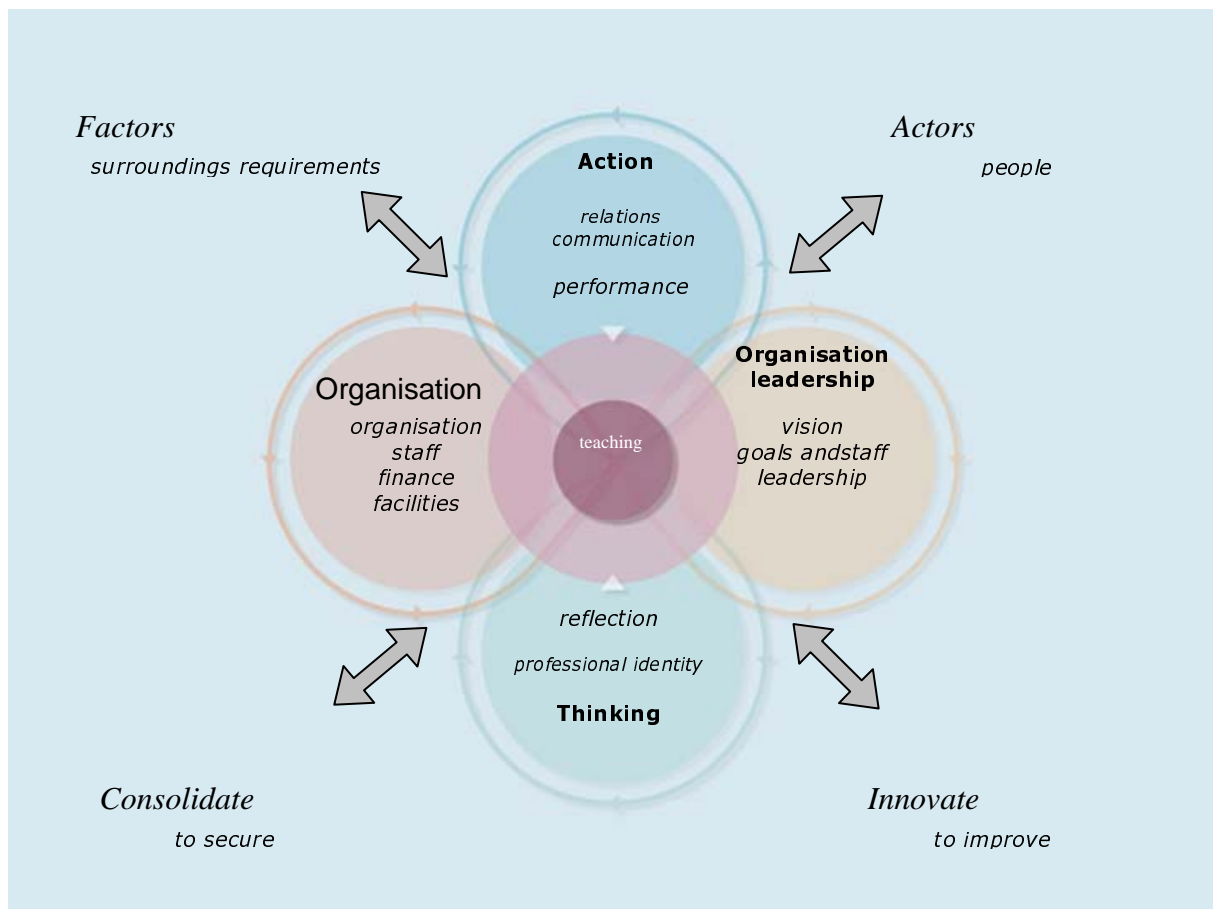 Factors
surroundings requirements
Actors
people
Action
relations
communication
performance
Organisation
organisation
staff
finance
facilities
teaching
Organisation
leadership
vision
goals andstaff
leadership
reflection
professional identity
Thinking
Consolidate
to secure
Innovate
to improve